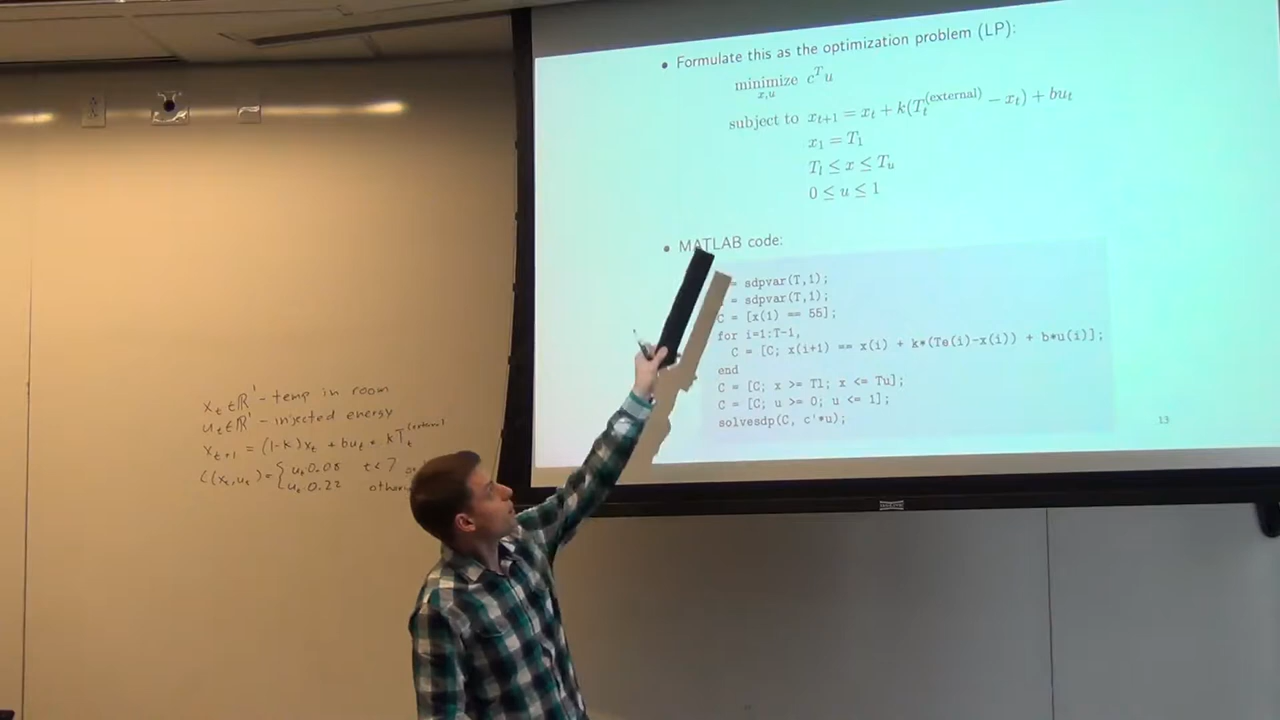 • Formulate this as the optimization problem (LP):
minimize c^T u
x,u
subject to x_{t+1} = x_t + k(T_t^{(external)} − x_t) + bu_t
x_1 = T_1
T_l ≤ x ≤ T_u
0 ≤ u ≤ 1
• MATLAB code:
= sdpvar(T,1);
= sdpvar(T,1);
C = [x(1) == 55];
for i=1:T-1,
C = [C; x(i+1) == x(i) + k*(Te(i)-x(i)) + b*u(i)];
end
C = [C; x >= Tl; x <= Tu];
C = [C; u >= 0; u <= 1];
solvesdp(C, c'*u);
13
x_t ∈ ℝ^1 - temp in room
u_t ∈ ℝ^1 - injected energy
x_{t+1} = (1-k)x_t + bu_t + kT_t^{(external)}
C(x_t,u_t) = { u_t 0.08 t<7
u_t 0.22